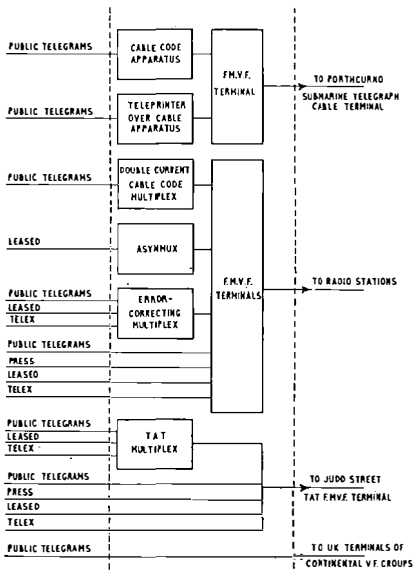 PUBLIC TELEGRAMS
CABLE CODE
APPARATUS
F.M.V.F.
TERMINAL
TO PORTHCURNO
SUBMARINE TELEGRAPH
CABLE TERMINAL
PUBLIC TELEGRAMS
TELEPRINTER
OVER CABLE
APPARATUS
PUBLIC TELEGRAMS
DOUBLE CURRENT
CABLE CODE
MULTIPLEX
LEASED
ASYNMUX
F.M.V.F.
TERMINALS
TO RADIO STATIONS
PUBLIC TELEGRAMS
LEASED
TELEX
ERROR-
CORRECTING
MULTIPLEX
PUBLIC TELEGRAMS
PRESS
LEASED
TELEX
PUBLIC TELEGRAMS
LEASED
TELEX
TAT
MULTIPLEX
PUBLIC TELEGRAMS
PRESS
LEASED
TELEX
TO JUDD STREET
TAT F.M.V.F. TERMINAL
PUBLIC TELEGRAMS
TO UK TERMINALS OF
CONTINENTAL V.F. GROUPS